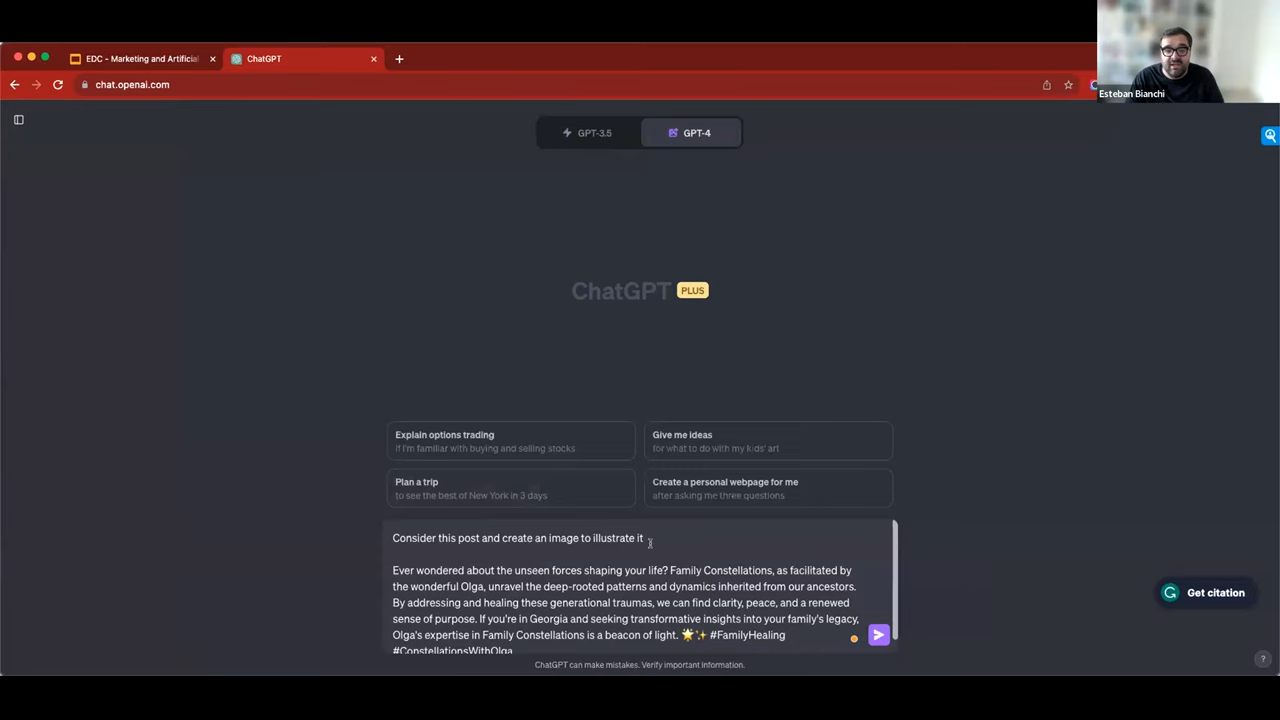 Esteban Bianchi
EDC - Marketing and Artificial
ChatGPT
chat.openai.com
GPT-3.5
GPT-4
ChatGPT PLUS
Explain options trading
if I'm familiar with buying and selling stocks
Give me ideas
for what to do with my kids' art
Plan a trip
to see the best of New York in 3 days
Create a personal webpage for me
after asking me three questions
Consider this post and create an image to illustrate it
Ever wondered about the unseen forces shaping your life? Family Constellations, as facilitated by
the wonderful Olga, unravel the deep-rooted patterns and dynamics inherited from our ancestors.
By addressing and healing these generational traumas, we can find clarity, peace, and a renewed
sense of purpose. If you're in Georgia and seeking transformative insights into your family's legacy,
Olga's expertise in Family Constellations is a beacon of light. 🌟✨ #FamilyHealing
#ConstellationsWithOlga
Get citation
ChatGPT can make mistakes. Verify important information.
?